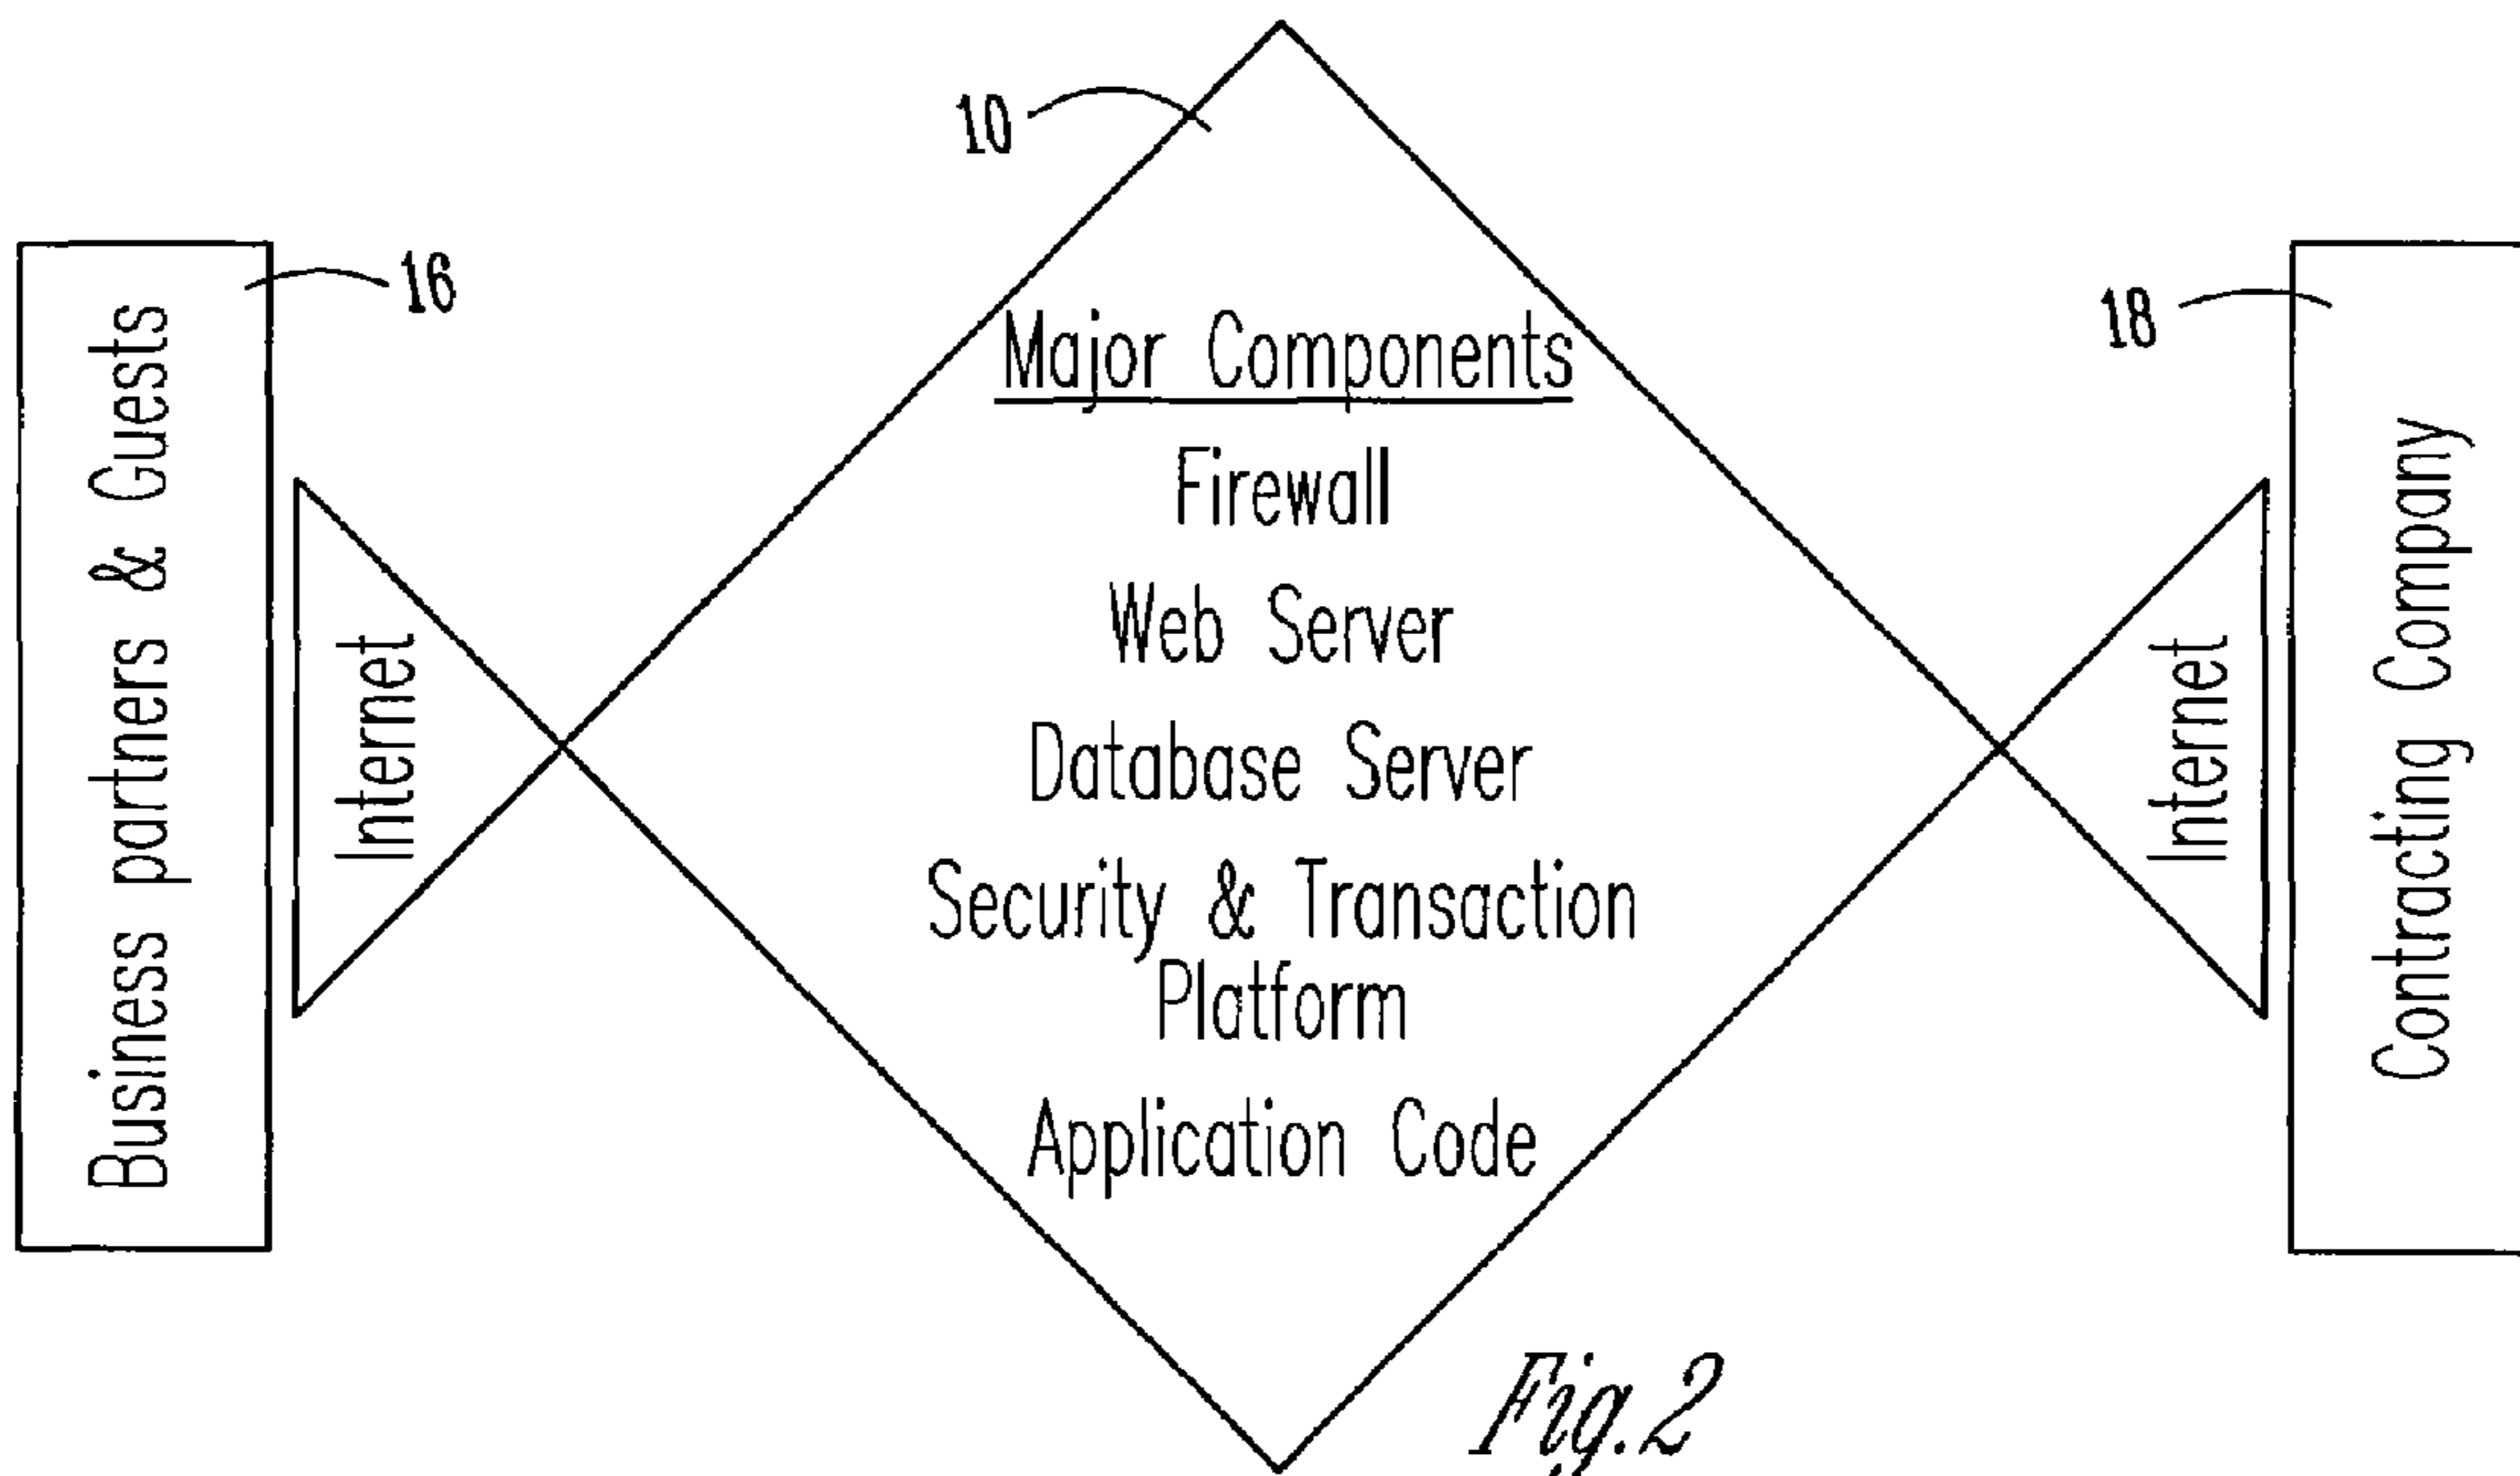 10
16
18
Business partners & Guests
Internet
Major Components
Firewall
Web Server
Database Server
Security & Transaction
Platform
Application Code
Internet
Contracting Company
Fig.2